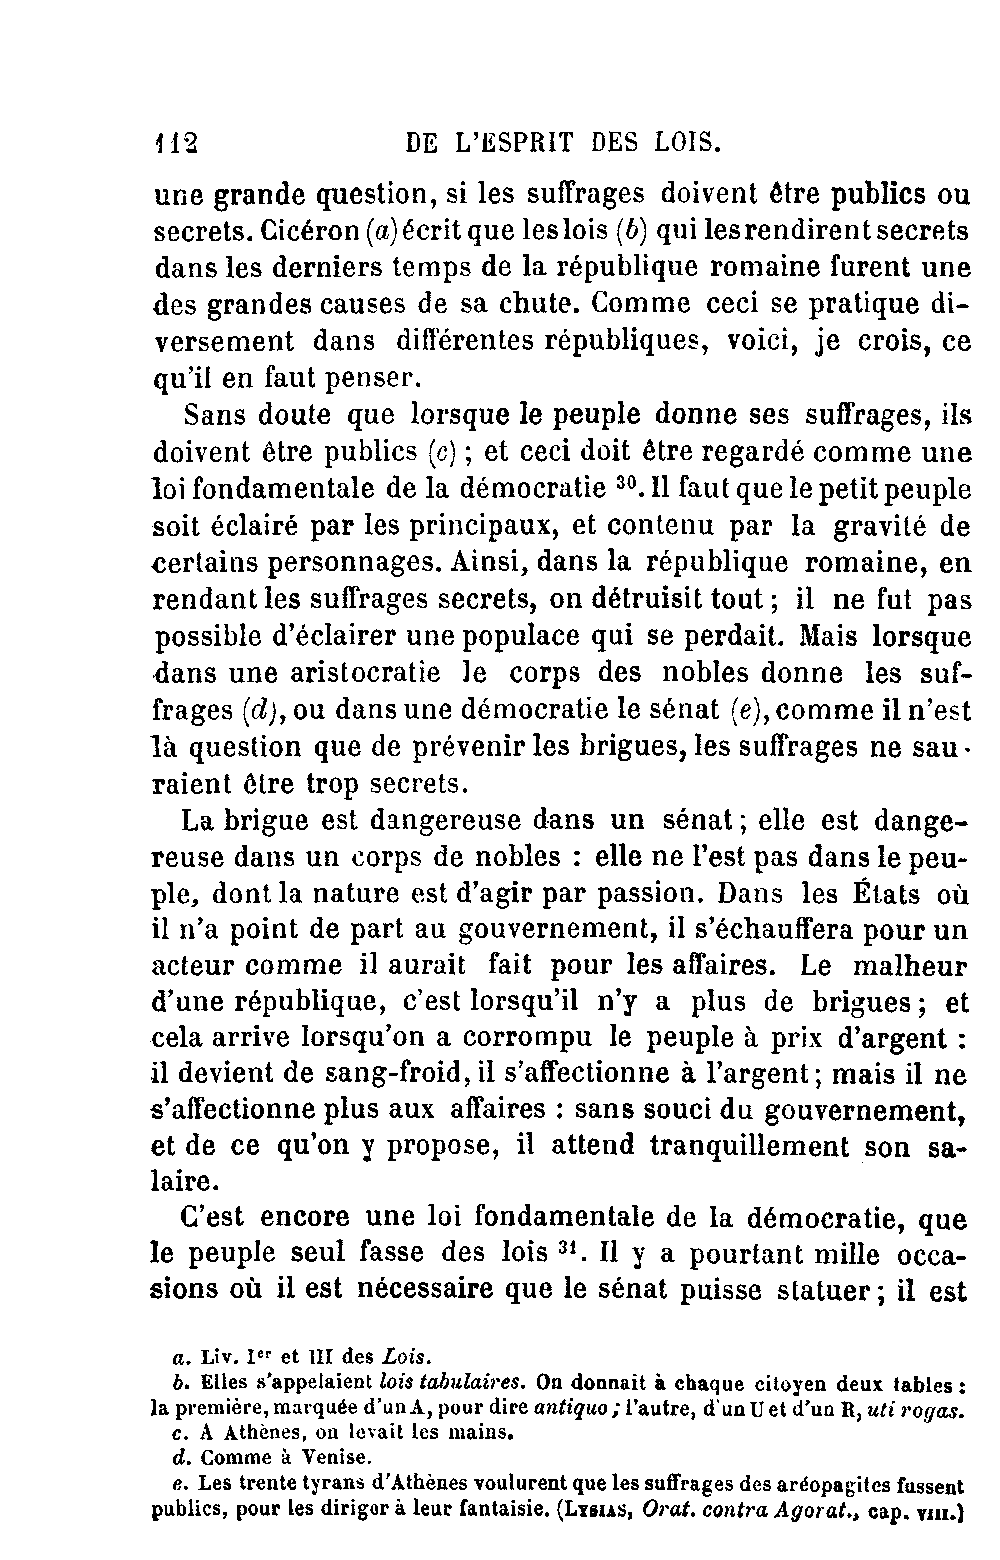 112 DE L'ESPRIT DES LOIS.
une grande question, si les suffrages doivent être publics ou
secrets. Cicéron (a) écrit que les lois (b) qui les rendirent secrets
dans les derniers temps de la république romaine furent une
des grandes causes de sa chute. Comme ceci se pratique di-
versement dans différentes républiques, voici, je crois, ce
qu'il en faut penser.
Sans doute que lorsque le peuple donne ses suffrages, ils
doivent être publics (c) ; et ceci doit être regardé comme une
loi fondamentale de la démocratie ³⁰. Il faut que le petit peuple
soit éclairé par les principaux, et contenu par la gravité de
certains personnages. Ainsi, dans la république romaine, en
rendant les suffrages secrets, on détruisit tout ; il ne fut pas
possible d'éclairer une populace qui se perdait. Mais lorsque
dans une aristocratie le corps des nobles donne les suf-
frages (d), ou dans une démocratie le sénat (e), comme il n'est
là question que de prévenir les brigues, les suffrages ne sau-
raient être trop secrets.
La brigue est dangereuse dans un sénat ; elle est dange-
reuse dans un corps de nobles : elle ne l'est pas dans le peu-
ple, dont la nature est d'agir par passion. Dans les États où
il n'a point de part au gouvernement, il s'échauffera pour un
acteur comme il aurait fait pour les affaires. Le malheur
d'une république, c'est lorsqu'il n'y a plus de brigues ; et
cela arrive lorsqu'on a corrompu le peuple à prix d'argent :
il devient de sang-froid, il s'affectionne à l'argent ; mais il ne
s'affectionne plus aux affaires : sans souci du gouvernement,
et de ce qu'on y propose, il attend tranquillement son sa-
laire.
C'est encore une loi fondamentale de la démocratie, que
le peuple seul fasse des lois ³¹. Il y a pourtant mille occa-
sions où il est nécessaire que le sénat puisse statuer ; il est
a. Liv. Iᵉʳ et III des Lois.
b. Elles s'appelaient lois tabulaires. On donnait à chaque citoyen deux tables :
la première, marquée d'un A, pour dire antiquo ; l'autre, d'un U et d'un R, uti rogas.
c. A Athènes, on levait les mains.
d. Comme à Venise.
e. Les trente tyrans d'Athènes voulurent que les suffrages des aréopagites fussent
publics, pour les diriger à leur fantaisie. (LYSIAS, Orat. contra Agorat., cap. VIII.)